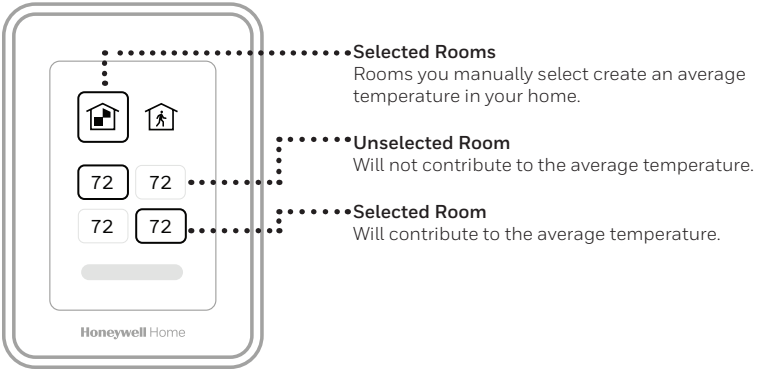 Selected Rooms
Rooms you manually select create an average
temperature in your home.
Unselected Room
Will not contribute to the average temperature.
72 72
Selected Room
72 72
Will contribute to the average temperature.
Honeywell Home